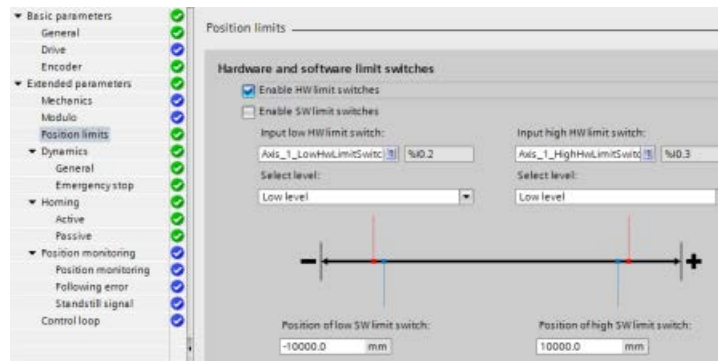 Basic parameters
General
Drive
Encoder
Extended parameters
Mechanics
Modulo
Position limits
Dynamics
General
Emergency stop
Homing
Active
Passive
Position monitoring
Position monitoring
Following error
Standstill signal
Control loop
Position limits
Hardware and software limit switches
Enable HW limit switches
Enable SW limit switches
Input low HW limit switch: Input high HW limit switch:
Axis_1_LowHwLimitSwitc %I0.2 Axis_1_HighHwLimitSwitc %I0.3
Select level: Select level:
Low level Low level
− +
Position of low SW limit switch: Position of high SW limit switch:
-10000.0 mm 10000.0 mm